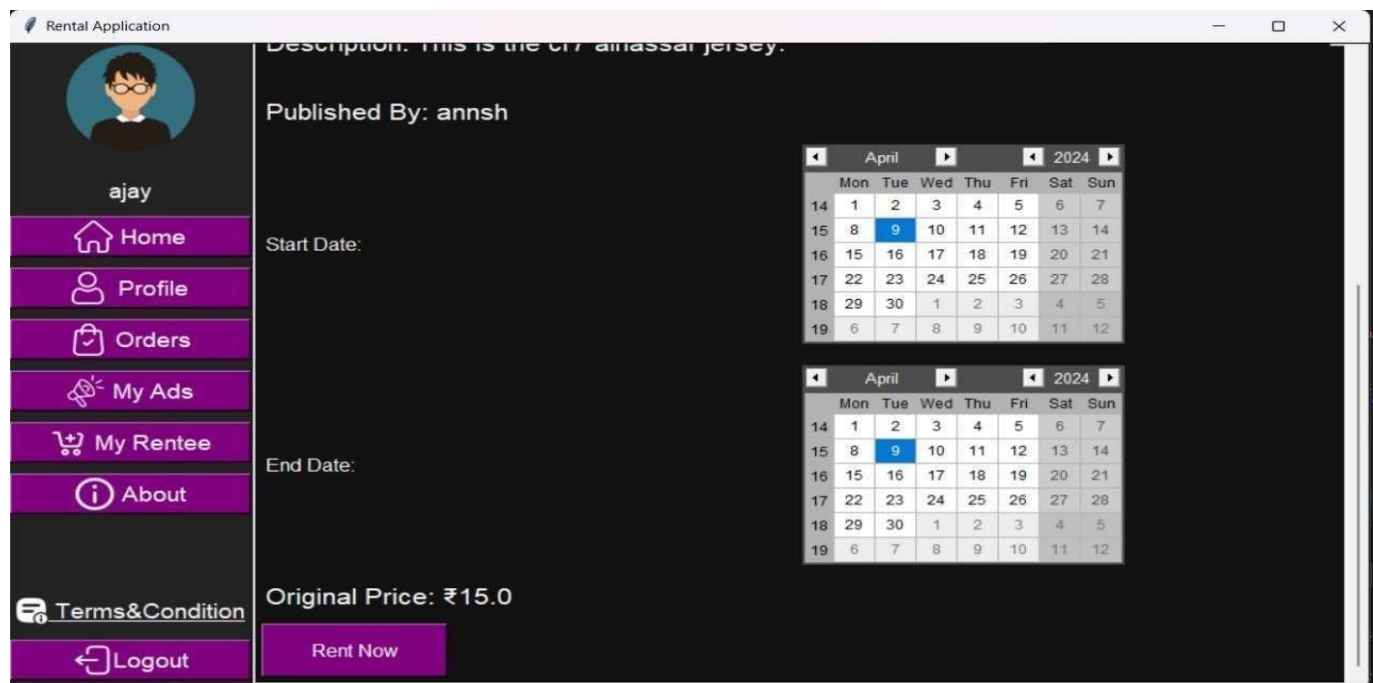 Rental Application
Description: This is the cr7 alnassar jersey.
Published By: annsh
ajay
Home
Profile
Orders
My Ads
My Rentee
About
Terms&Condition
Logout
Start Date:
April 2024
Mon Tue Wed Thu Fri Sat Sun
14 1 2 3 4 5 6 7
15 8 9 10 11 12 13 14
16 15 16 17 18 19 20 21
17 22 23 24 25 26 27 28
18 29 30 1 2 3 4 5
19 6 7 8 9 10 11 12
End Date:
April 2024
Mon Tue Wed Thu Fri Sat Sun
14 1 2 3 4 5 6 7
15 8 9 10 11 12 13 14
16 15 16 17 18 19 20 21
17 22 23 24 25 26 27 28
18 29 30 1 2 3 4 5
19 6 7 8 9 10 11 12
Original Price: ₹15.0
Rent Now